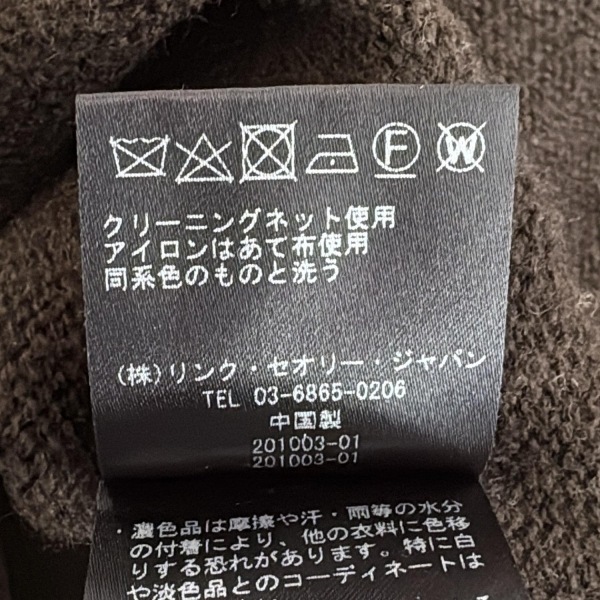 F W
クリーニングネット使用
アイロンはあて布使用
同系色のものと洗う
(株)リンク・セオリー・ジャパン
TEL 03-6865-0206
中国製
201003-01
201003-01
・濃色品は摩擦や汗・雨等の水分
の付着により、他の衣料に色移
りする恐れがあります。特に白
や淡色品とのコーディネートは